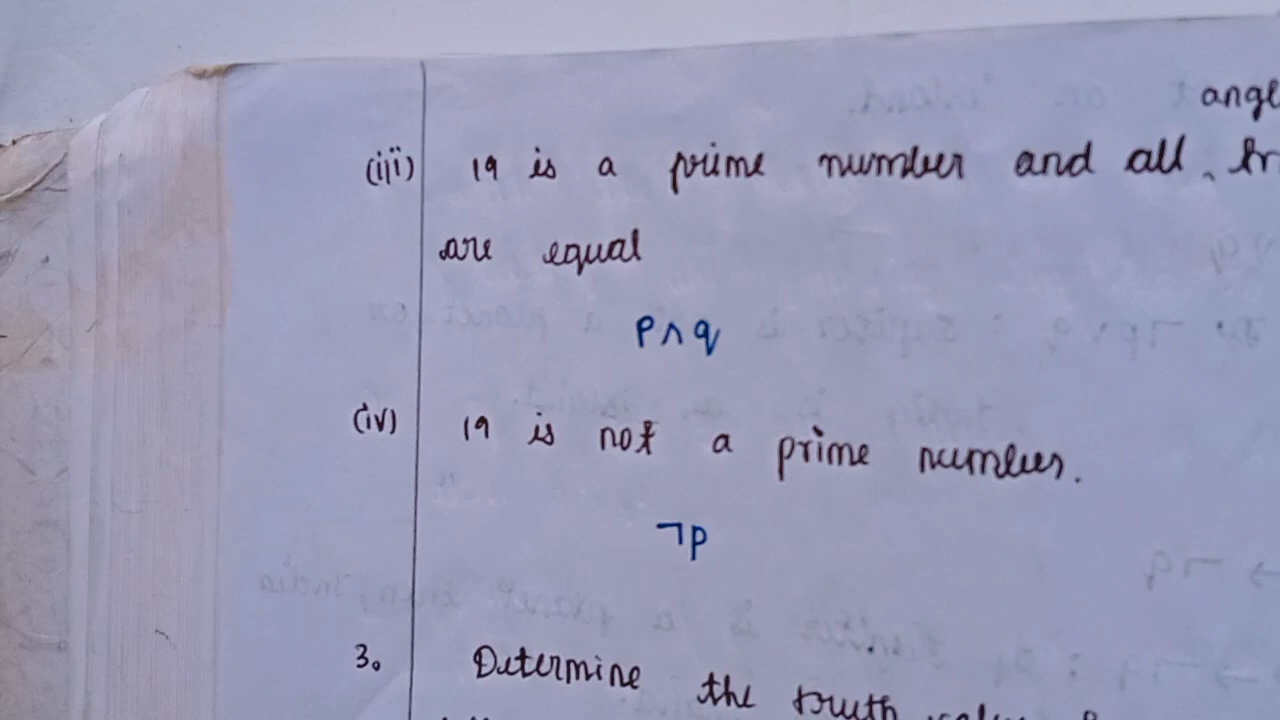 angl
(iii) 19 is a prime number and all
are equal
p∧q
(iv) 19 is not a prime number.
¬p
3. Determine the truth